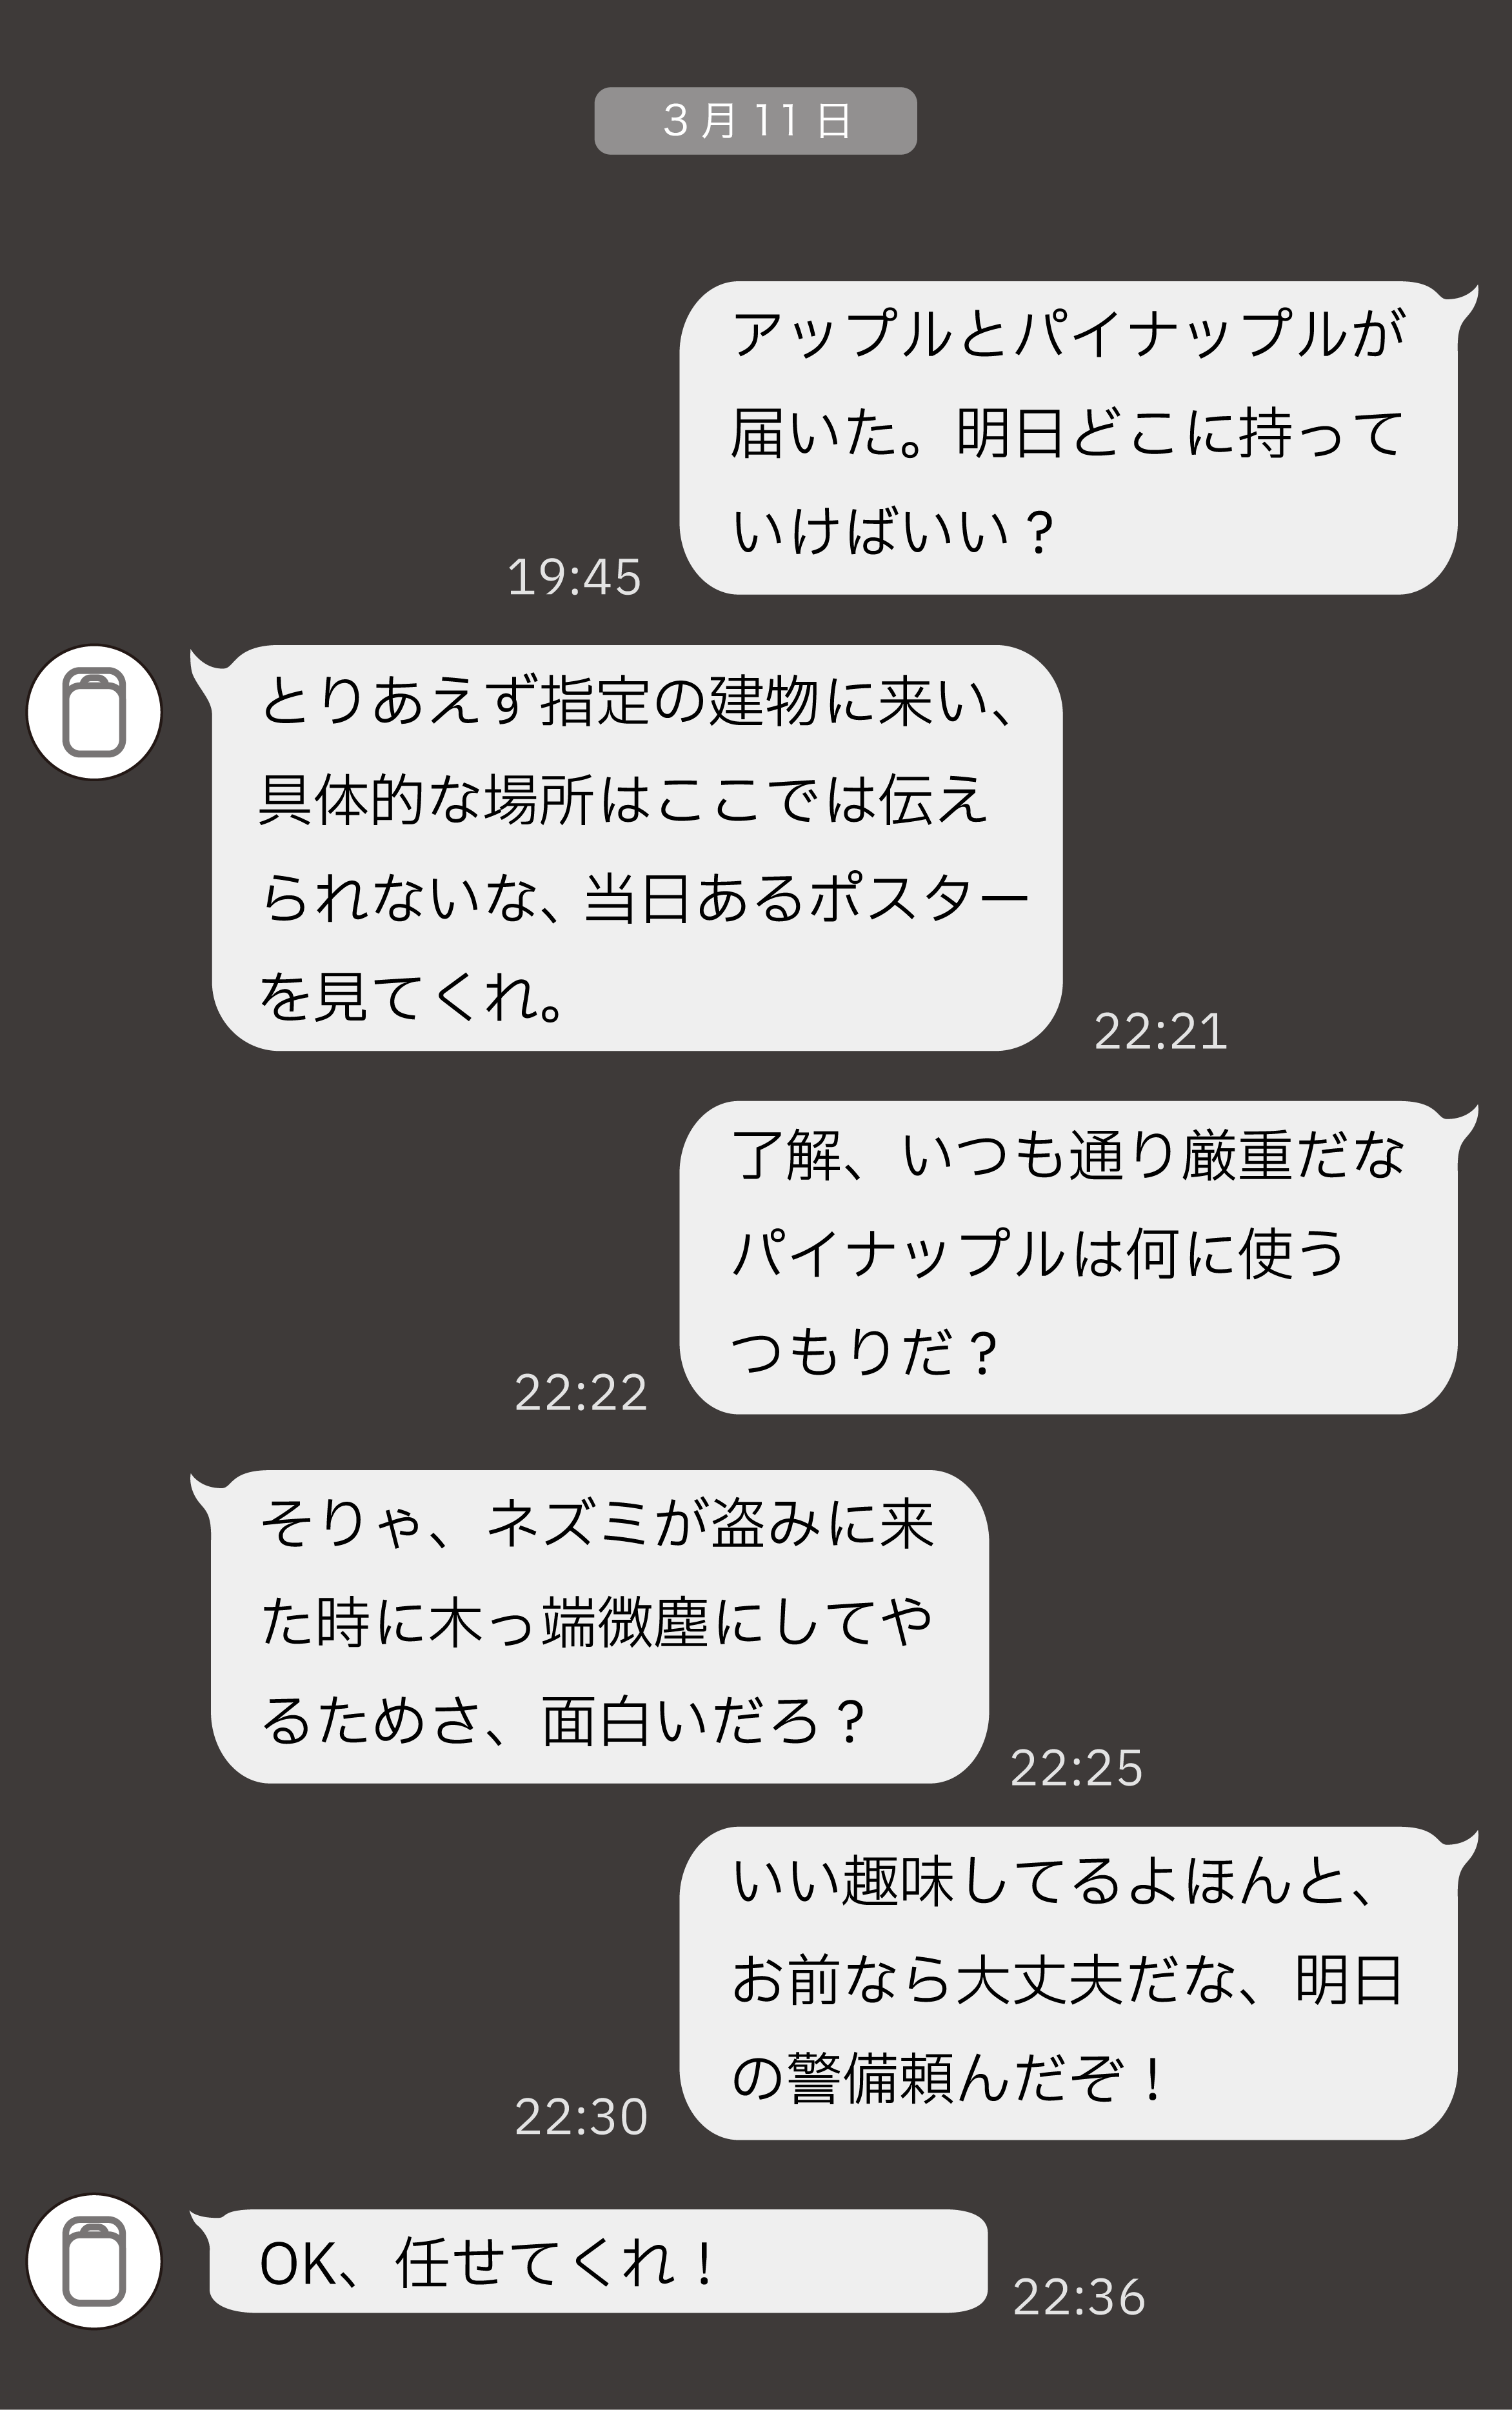 3月11日
アップルとパイナップルが
届いた。明日どこに持って
いけばいい？
19:45
とりあえず指定の建物に来い、
具体的な場所はここでは伝え
られないな、当日あるポスター
を見てくれ。
22:21
了解、いつも通り厳重だな
パイナップルは何に使う
つもりだ？
22:22
そりゃ、ネズミが盗みに来
た時に木っ端微塵にしてや
るためさ、面白いだろ？
22:25
いい趣味してるよほんと、
お前なら大丈夫だな、明日
の警備頼んだぞ！
22:30
OK、任せてくれ！
22:36